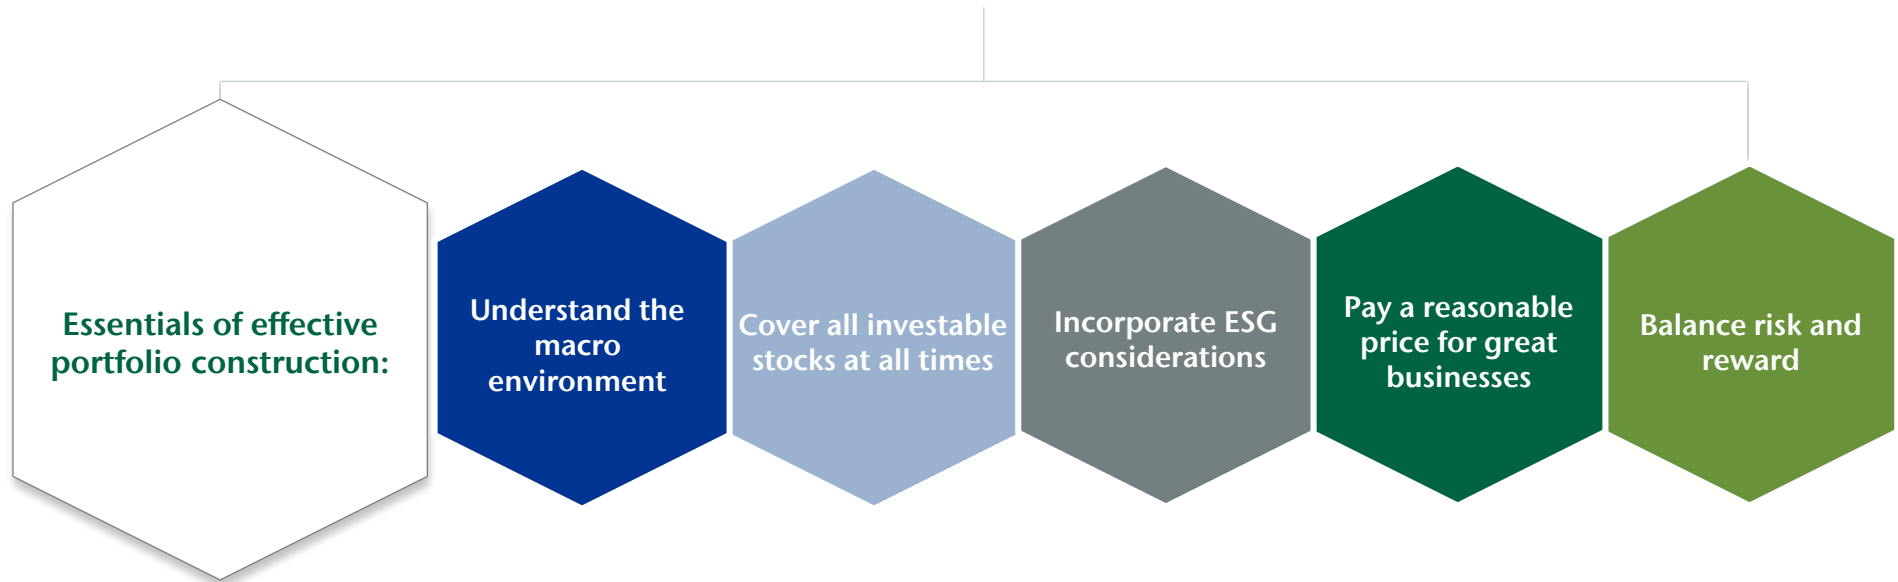 Essentials of effective
portfolio construction:
Understand the
macro
environment
Cover all investable
stocks at all times
Incorporate ESG
considerations
Pay a reasonable
price for great
businesses
Balance risk and
reward